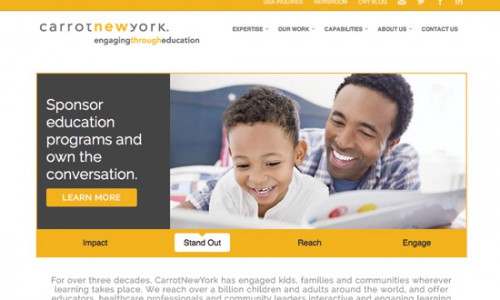 Q&A INQUIRIES NEWSROOM CNY BLOG
carrotnewyork.
engagingthrougheducation
EXPERTISE OUR WORK CAPABILITIES ABOUT US CONTACT US
Sponsor
education
programs and
own the
conversation.
LEARN MORE
Impact Stand Out Reach Engage
For over three decades, CarrotNewYork has engaged kids, families and communities wherever
learning takes place. We reach over a billion children and adults around the world, and offer
educators, healthcare professionals and community leaders interactive and engaging learning